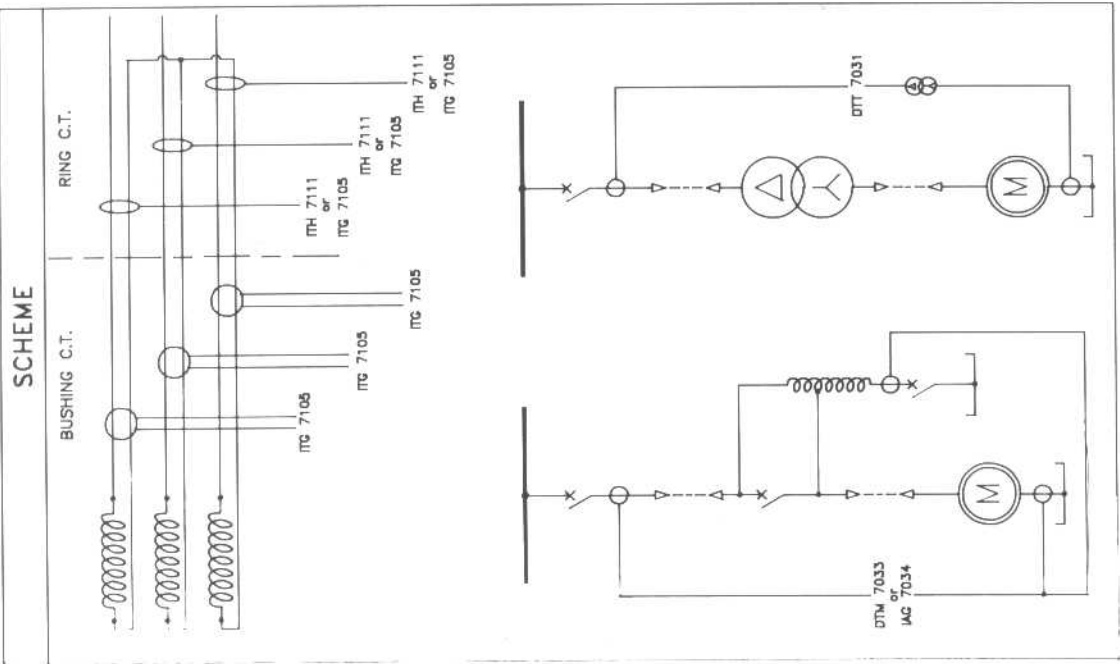 SCHEME
BUSHING C.T.
RING C.T.
ITG 7105
ITG 7105
ITG 7105
ITH 7111
or
ITG 7105
ITH 7111
or
ITG 7105
ITH 7111
or
ITG 7105
DTM 7033
or
IAG 7034
M
DTT 7031
M